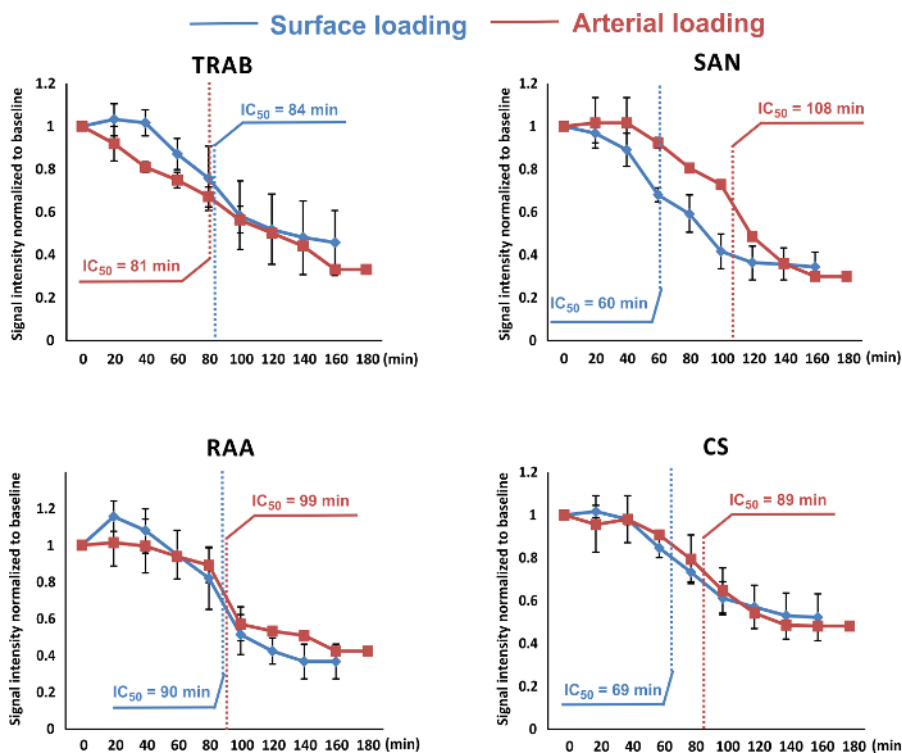 Surface loading
Arterial loading
TRAB
Signal intensity normalized to baseline
1.2
1
0.8
0.6
0.4
0.2
0
IC50 = 84 min
IC50 = 81 min
0 20 40 60 80 100 120 140 160 180 (min)
SAN
Signal intensity normalized to baseline
1.2
1
0.8
0.6
0.4
0.2
0
IC50 = 108 min
IC50 = 60 min
0 20 40 60 80 100 120 140 160 180 (min)
RAA
Signal intensity normalized to baseline
1.2
1
0.8
0.6
0.4
0.2
0
IC50 = 99 min
IC50 = 90 min
0 20 40 60 80 100 120 140 160 180 (min)
CS
Signal intensity normalized to baseline
1.2
1
0.8
0.6
0.4
0.2
0
IC50 = 89 min
IC50 = 69 min
0 20 40 60 80 100 120 140 160 180 (min